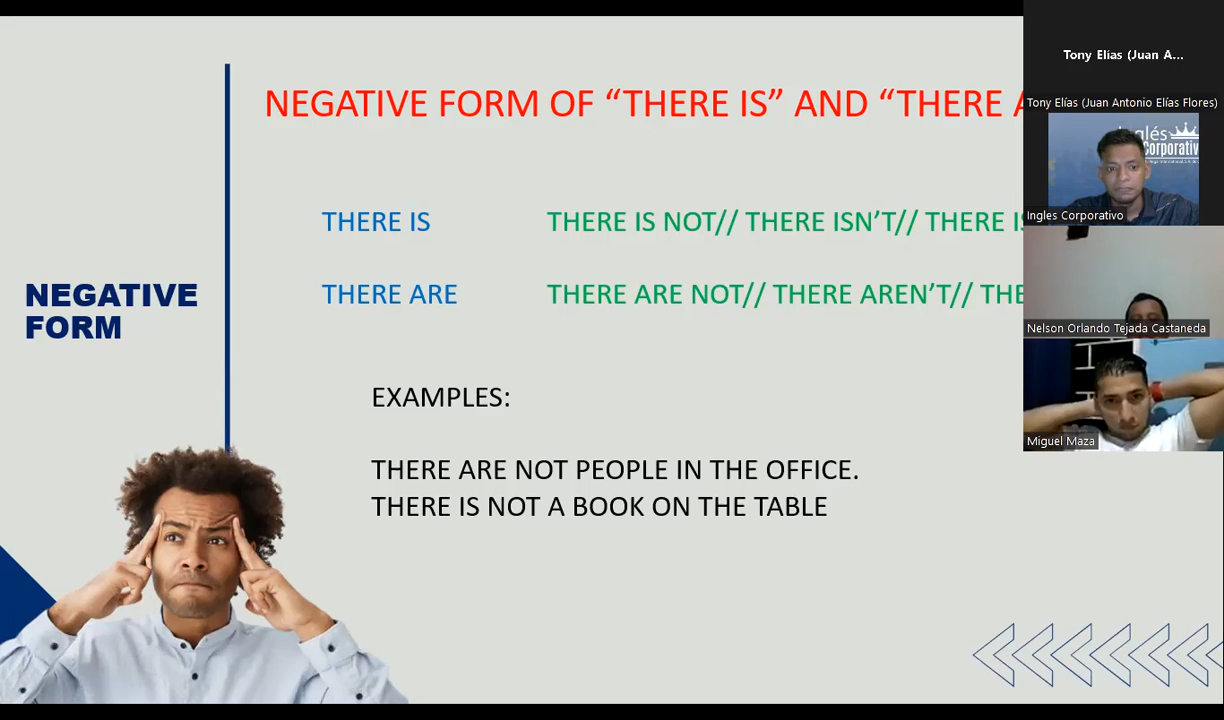 NEGATIVE FORM OF “THERE IS” AND “THERE
THERE IS
THERE IS NOT// THERE ISN’T// THERE
THERE ARE
THERE ARE NOT// THERE AREN’T//
NEGATIVE
FORM
EXAMPLES:
THERE ARE NOT PEOPLE IN THE OFFICE.
THERE IS NOT A BOOK ON THE TABLE
Tony Elías (Juan A...
Tony Elías (Juan Antonio Elías Flores)
Inglés
Corporativ
Ingles Corporativo
Nelson Orlando Tejada Castaneda
Miguel Maza